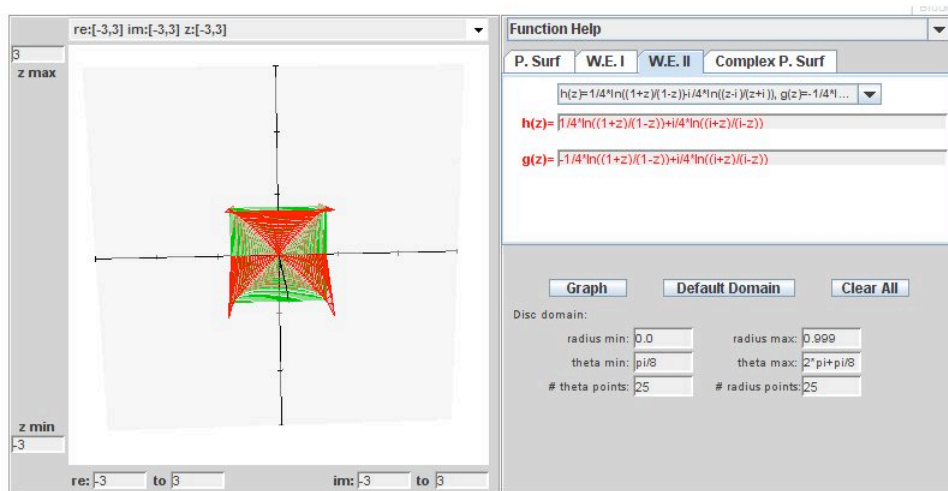 re:[-3,3] im:[-3,3] z:[-3,3]
3
z max
z min
-3
re: -3 to 3 im: -3 to 3
Function Help
P. Surf W.E. I W.E. II Complex P. Surf
h(z)=1/4*ln((1+z)/(1-z))-i/4*ln((z-i)/(z+i)), g(z)=-1/4*l...
h(z)= 1/4*ln((1+z)/(1-z))+i/4*ln((i+z)/(i-z))
g(z)= -1/4*ln((1+z)/(1-z))+i/4*ln((i+z)/(i-z))
Graph Default Domain Clear All
Disc domain:
radius min: 0.0 radius max: 0.999
theta min: pi/8 theta max: 2*pi+pi/8
# theta points: 25 # radius points: 25